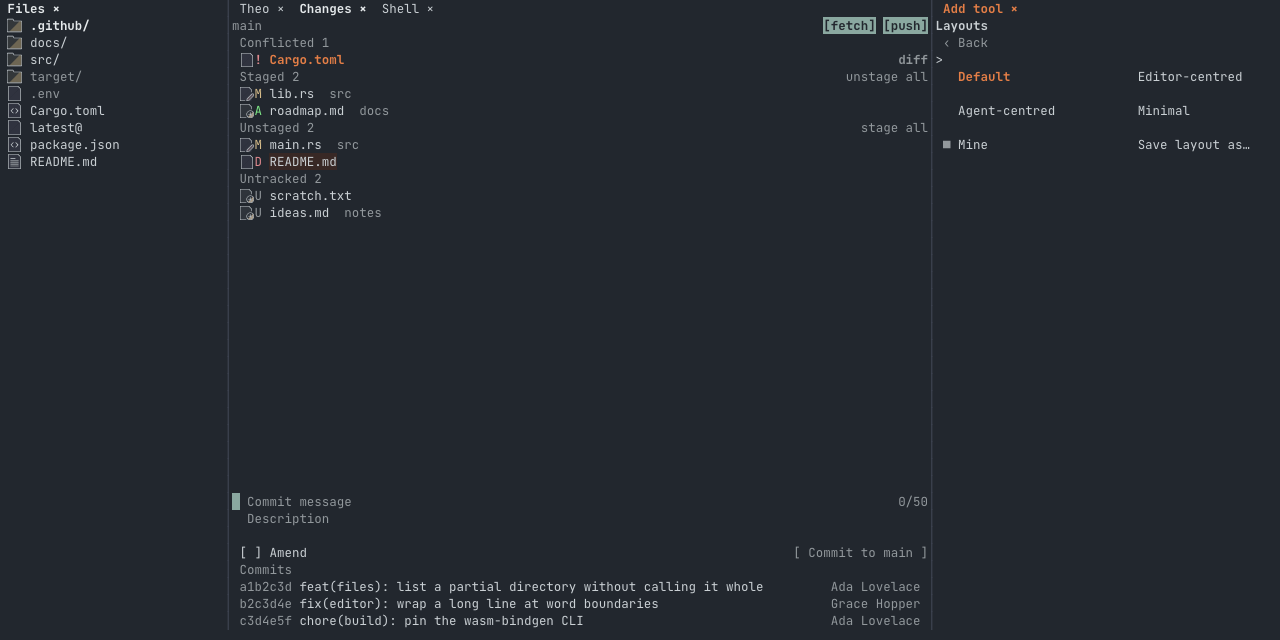 Files ×
.github/
docs/
src/
target/
.env
Cargo.toml
latest@
package.json
README.md
Theo × Changes × Shell ×
main [fetch] [push]
Conflicted 1
! Cargo.toml diff
Staged 2 unstage all
M lib.rs src
A roadmap.md docs
Unstaged 2 stage all
M main.rs src
D README.md
Untracked 2
U scratch.txt
U ideas.md notes
Commit message 0/50
Description
[ ] Amend [ Commit to main ]
Commits
a1b2c3d feat(files): list a partial directory without calling it whole Ada Lovelace
b2c3d4e fix(editor): wrap a long line at word boundaries Grace Hopper
c3d4e5f chore(build): pin the wasm-bindgen CLI Ada Lovelace
Add tool ×
Layouts
‹ Back
>
Default Editor-centred
Agent-centred Minimal
■ Mine Save layout as…